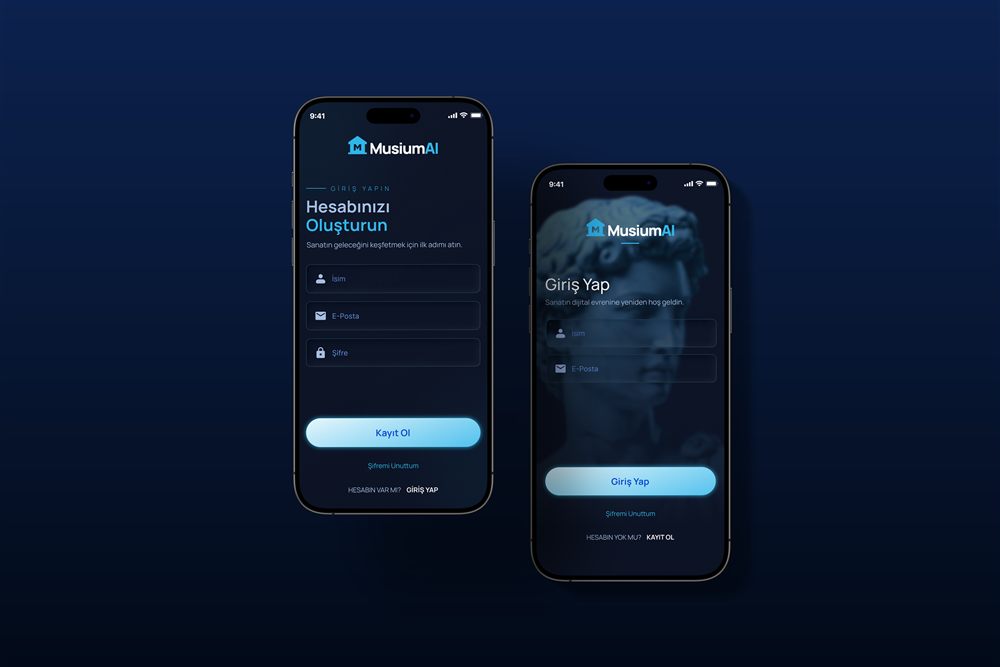 9:41
M MusiumAI
GİRİŞ YAPIN
Hesabınızı
Oluşturun
Sanatın geleceğini keşfetmek için ilk adımı atın.
İsim
E-Posta
Şifre
Kayıt Ol
Şifremi Unuttum
HESABIN VAR MI? GİRİŞ YAP
9:41
M MusiumAI
Giriş Yap
Sanatın dijital evrenine yeniden hoş geldin.
İsim
E-Posta
Giriş Yap
Şifremi Unuttum
HESABIN YOK MU? KAYIT OL